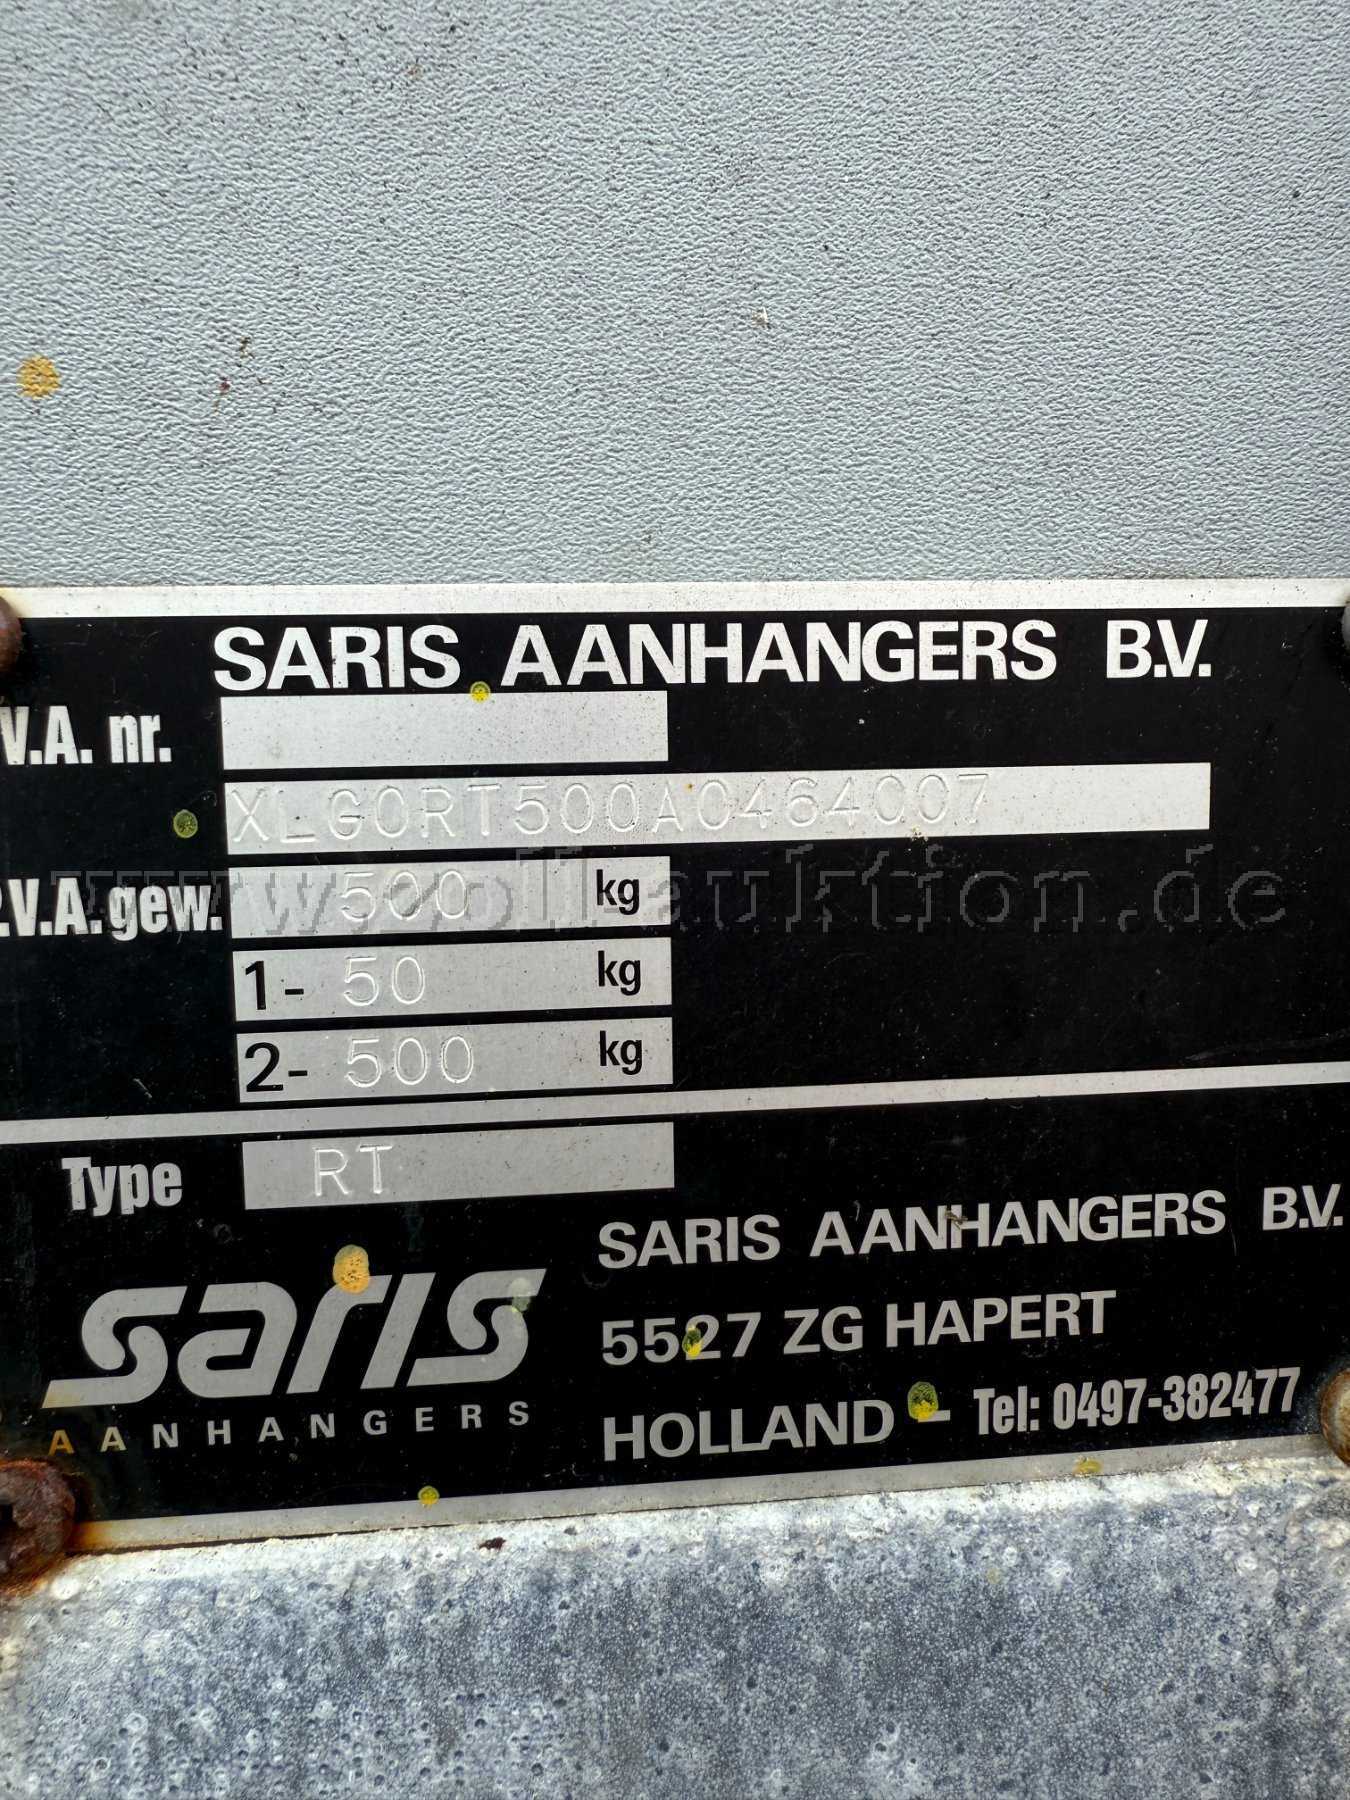 SARIS AANHANGERS B.V.
V.A. nr.
XLG0RT500A0464007
.V.A. gew. 500 kg
www.zoll-auktion.de
1- 50 kg
2- 500 kg
Type RT
SARIS AANHANGERS B.V.
saris
AANHANGERS
5527 ZG HAPERT
HOLLAND - Tel: 0497-382477